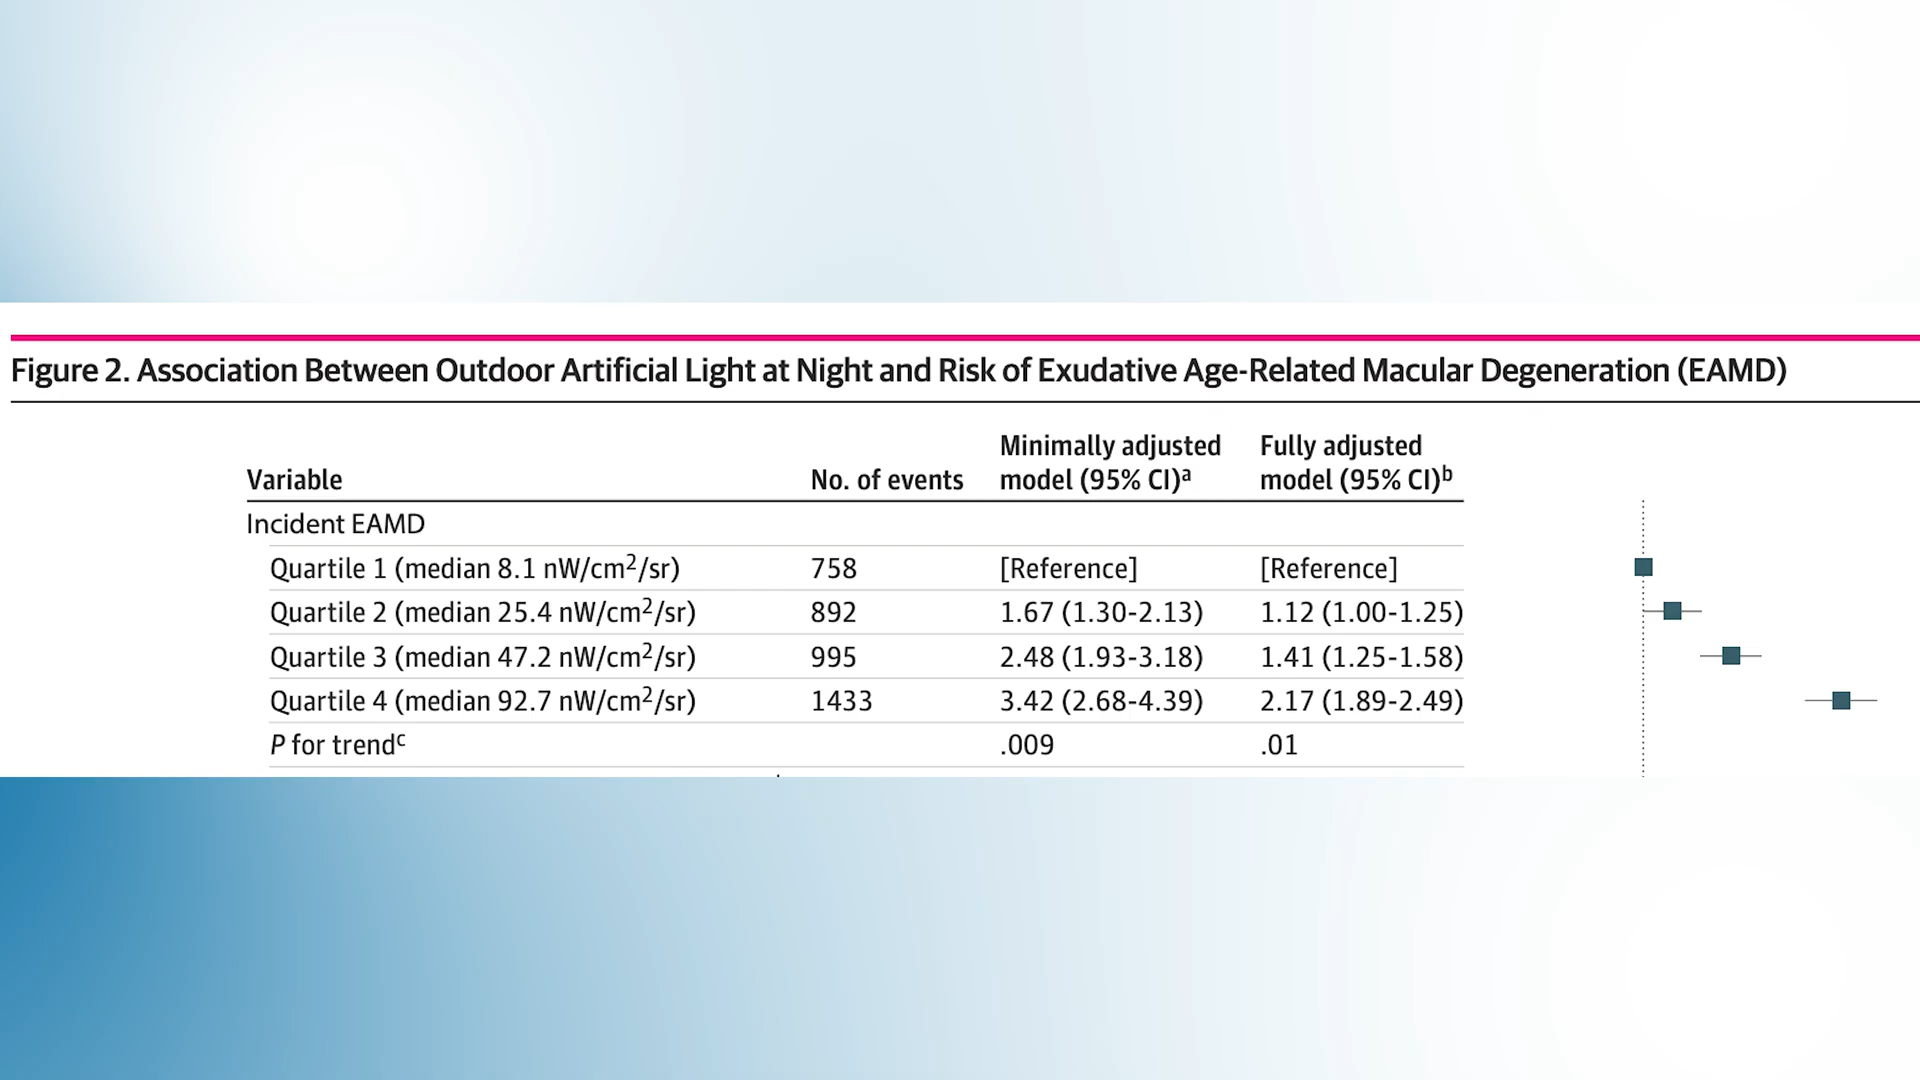 Figure 2. Association Between Outdoor Artificial Light at Night and Risk of Exudative Age-Related Macular Degeneration (EAMD)
Variable No. of events Minimally adjusted model (95% CI)a Fully adjusted model (95% CI)b
Incident EAMD
Quartile 1 (median 8.1 nW/cm2/sr) 758 [Reference] [Reference]
Quartile 2 (median 25.4 nW/cm2/sr) 892 1.67 (1.30-2.13) 1.12 (1.00-1.25)
Quartile 3 (median 47.2 nW/cm2/sr) 995 2.48 (1.93-3.18) 1.41 (1.25-1.58)
Quartile 4 (median 92.7 nW/cm2/sr) 1433 3.42 (2.68-4.39) 2.17 (1.89-2.49)
P for trendc .009 .01